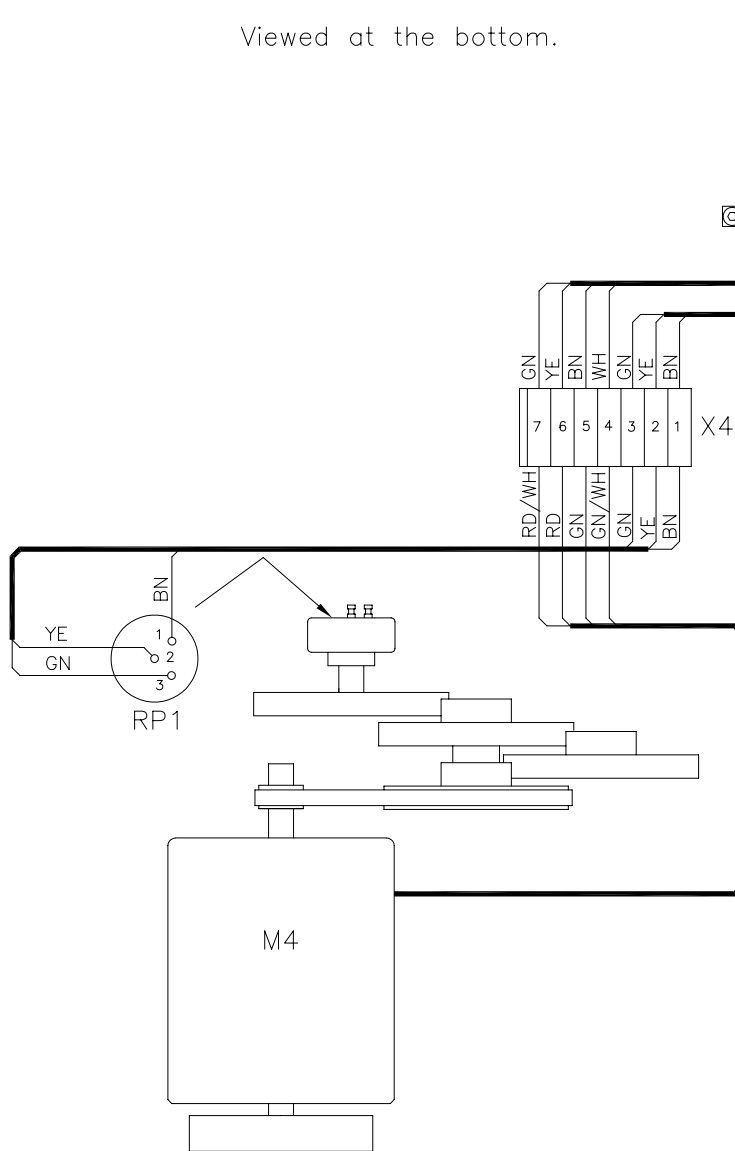 Viewed at the bottom.
GN YE BN WH GN YE BN
7 6 5 4 3 2 1 X4
RD/WH RD GN GN/WH GN YE BN
BN
YE
1
2
GN
3
RP1
M4